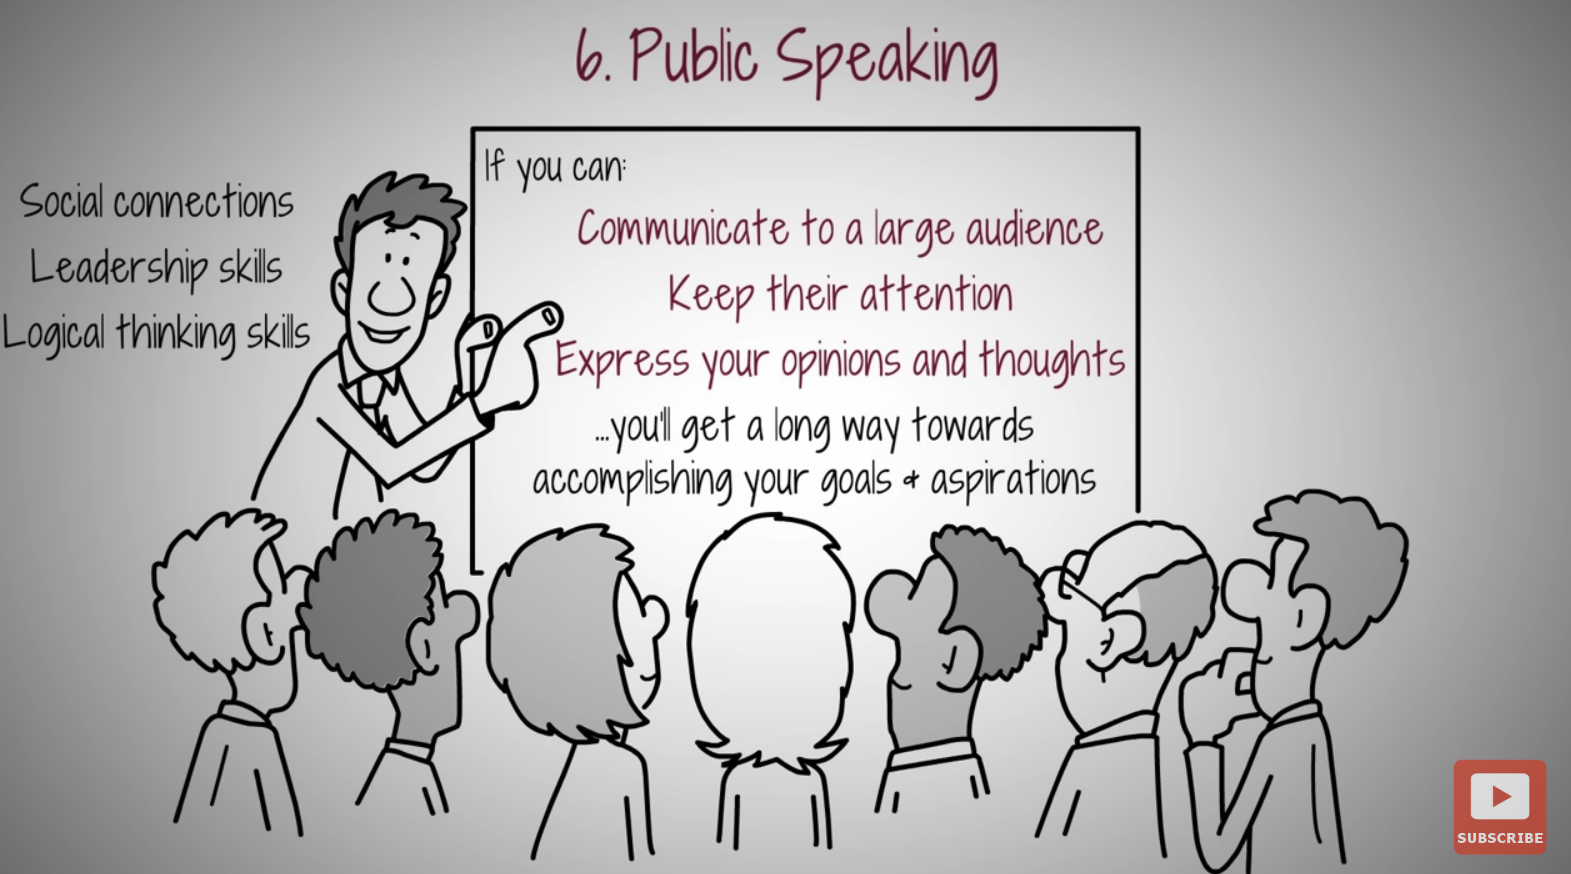 6. Public Speaking
Social connections
Leadership skills
Logical thinking skills
If you can:
Communicate to a large audience
Keep their attention
Express your opinions and thoughts
...you'll get a long way towards
accomplishing your goals & aspirations
SUBSCRIBE